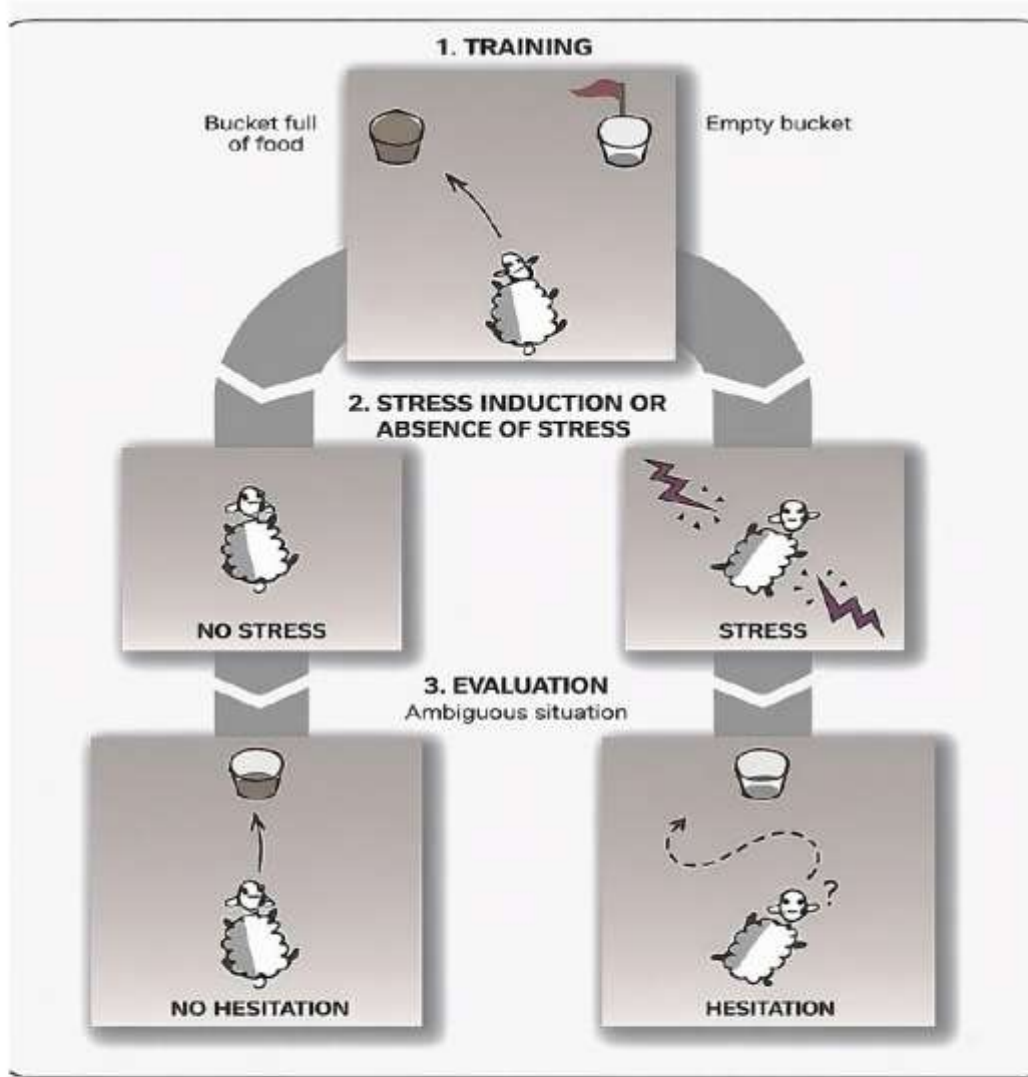 1. TRAINING
Bucket full
of food
Empty bucket
2. STRESS INDUCTION OR
ABSENCE OF STRESS
NO STRESS
STRESS
3. EVALUATION
Ambiguous situation
?
NO HESITATION
HESITATION